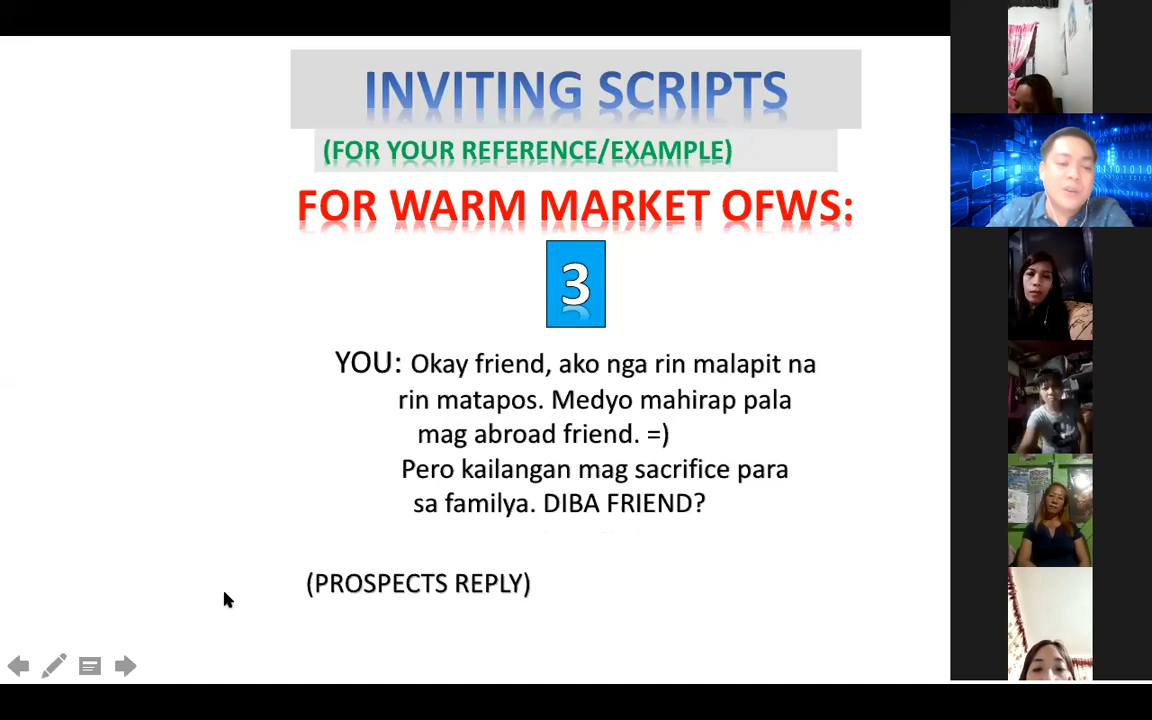 INVITING SCRIPTS
(FOR YOUR REFERENCE/EXAMPLE)
FOR WARM MARKET OFWS:
3
YOU: Okay friend, ako nga rin malapit na
rin matapos. Medyo mahirap pala
mag abroad friend. =)
Pero kailangan mag sacrifice para
sa familya. DIBA FRIEND?
(PROSPECTS REPLY)